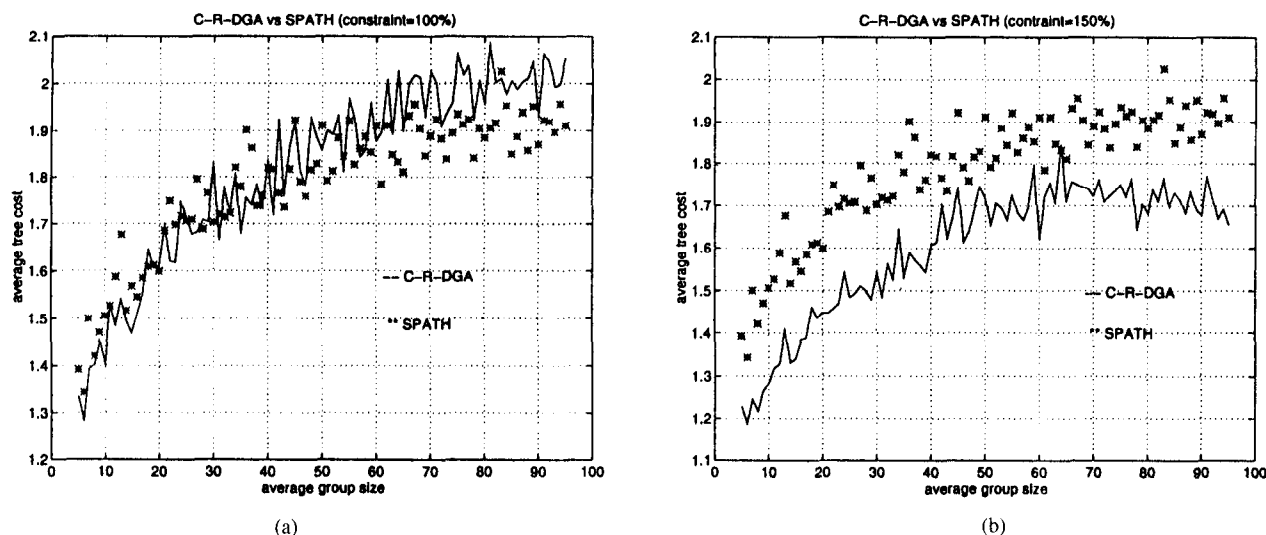 C-R-DGA vs SPATH (constraint=100%)
2.1
2
1.9
1.8
1.7
1.6
1.5
1.4
1.3
1.2
average tree cost
C-R-DGA
** SPATH
0 10 20 30 40 50 60 70 80 90 100
average group size
(a)
C-R-DGA vs SPATH (contraint=150%)
2.1
2
1.9
1.8
1.7
1.6
1.5
1.4
1.3
1.2
1.1
average tree cost
C-R-DGA
** SPATH
0 10 20 30 40 50 60 70 80 90 100
average group size
(b)